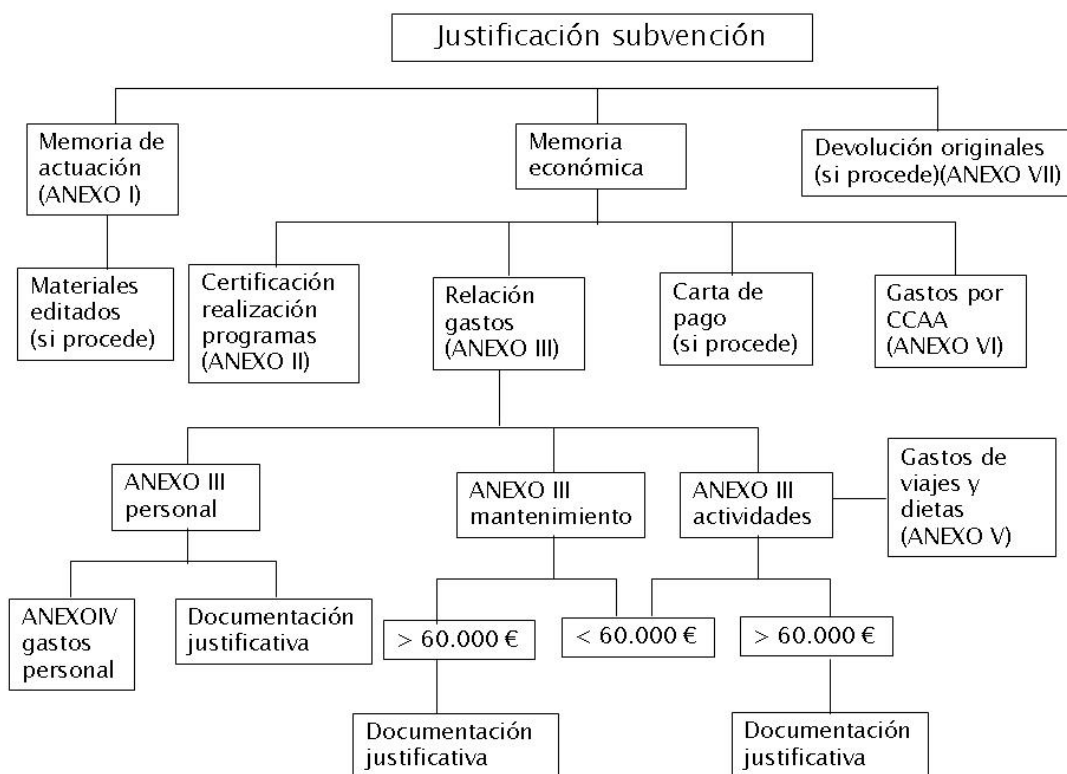 Justificación subvención
Memoria de
actuación
(ANEXO I)
Memoria
económica
Devolución originales
(si procede)(ANEXO VII)
Materiales
editados
(si procede)
Certificación
realización
programas
(ANEXO II)
Relación
gastos
(ANEXO III)
Carta de
pago
(si procede)
Gastos por
CCAA
(ANEXO VI)
ANEXO III
personal
ANEXO III
mantenimiento
ANEXO III
actividades
Gastos de
viajes y
dietas
(ANEXO V)
ANEXOIV
gastos
personal
Documentación
justificativa
> 60.000 €
< 60.000 €
> 60.000 €
Documentación
justificativa
Documentación
justificativa